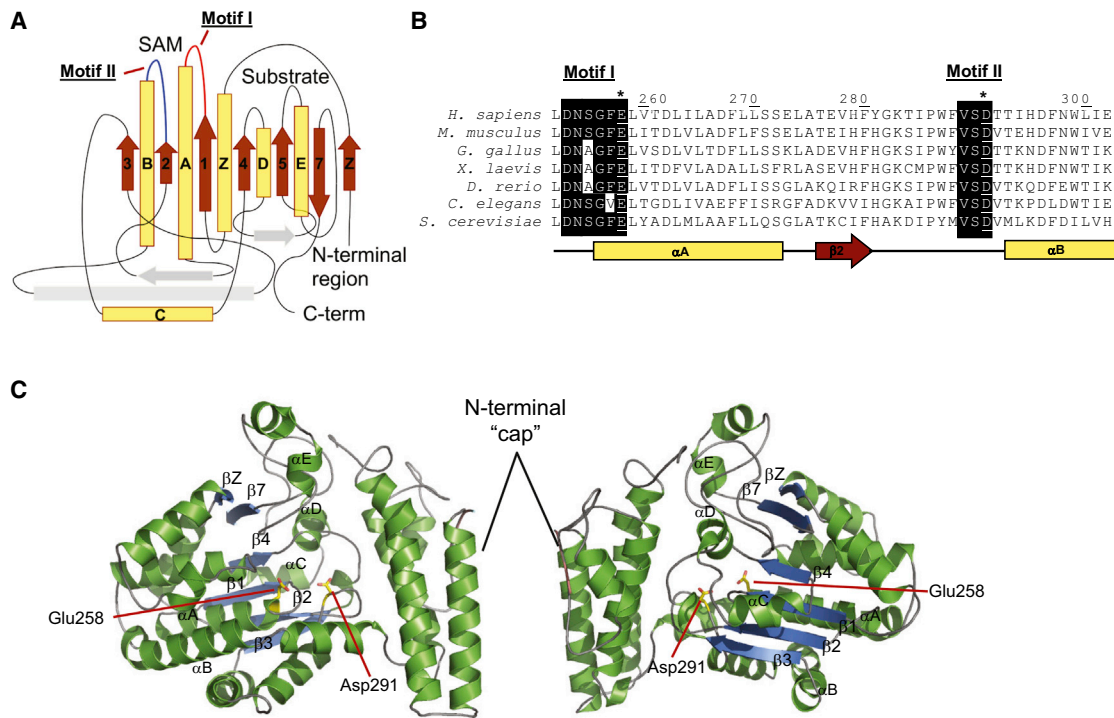 A
Motif I
SAM
Motif II
Substrate
3 B 2 A 1 Z 4 D 5 E 7 Z
N-terminal
region
C-term
C
B
Motif I Motif II
* *
260 270 280 300
H. sapiens LDNSGFELVTDLILADFLLSSELATEVHFYGKTIPWFVSDTTIHDFNWLIE
M. musculus LDNSGFELITDLVLADFLLSSELATEVHFHGKSIPWFVSDVTEHDFNWIVE
G. gallus LDNAGFELVSDLVLTDFLLSSKLADEVHFHGKSIPWYVSDTTKHDFNWTIK
X. laevis LDNAGFELITDFVLADALLSFKLASEIHFHGKCMPWFVSDTTKHDFNWTIK
D. rerio LDNAGFELVTDLVLADFLISSGLAKQIRFHGKSIPWFVSDVTKQDFEWTIK
C. elegans LDNSGVELTGDLIVAEFFISRGFADKVVIHGKAIPWFVSDVTKPDLDWTIE
S. cerevisiae LDNSGFELYADLMLAAFLLQSGLATKCIFHAKDIPYMVSDVMLKDFDILVH
αA β2 αB
C
N-terminal
"cap"
αE
βZ
β7
αD
β4
αC
β1
β2
Glu258
αA
β3
αB
Asp291
αE
βZ
β7
αD
β4
αC
Glu258
αA
β1
β2
Asp291
β3
αB